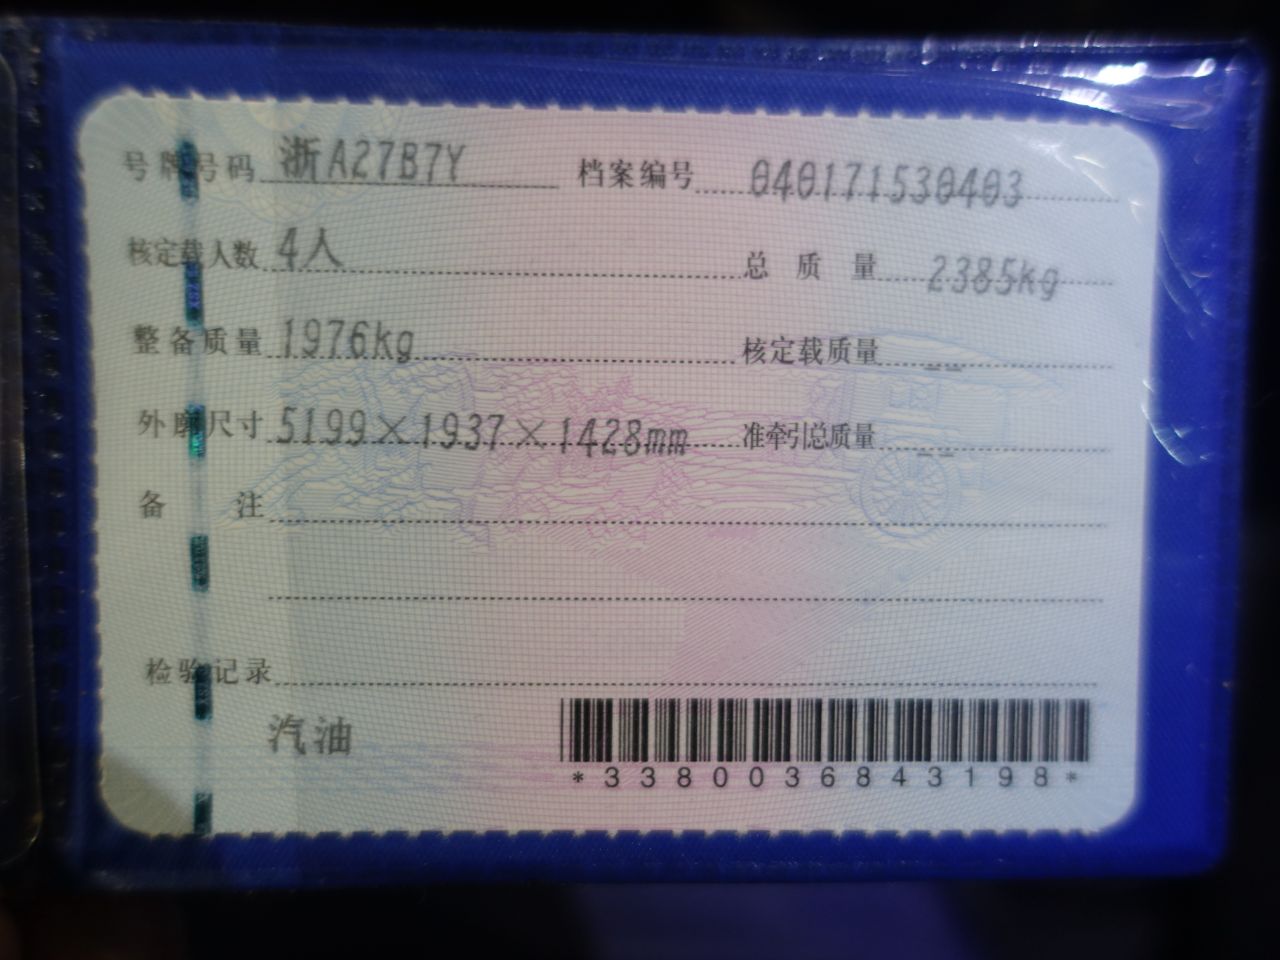 号牌号码 浙A27B7Y 档案编号 040171530403
核定载人数 4人 总质量 2385kg
整备质量 1976kg 核定载质量 --
外廓尺寸 5199×1937×1428mm 准牵引总质量 --
备注
检验记录
汽油
*3380036843198*